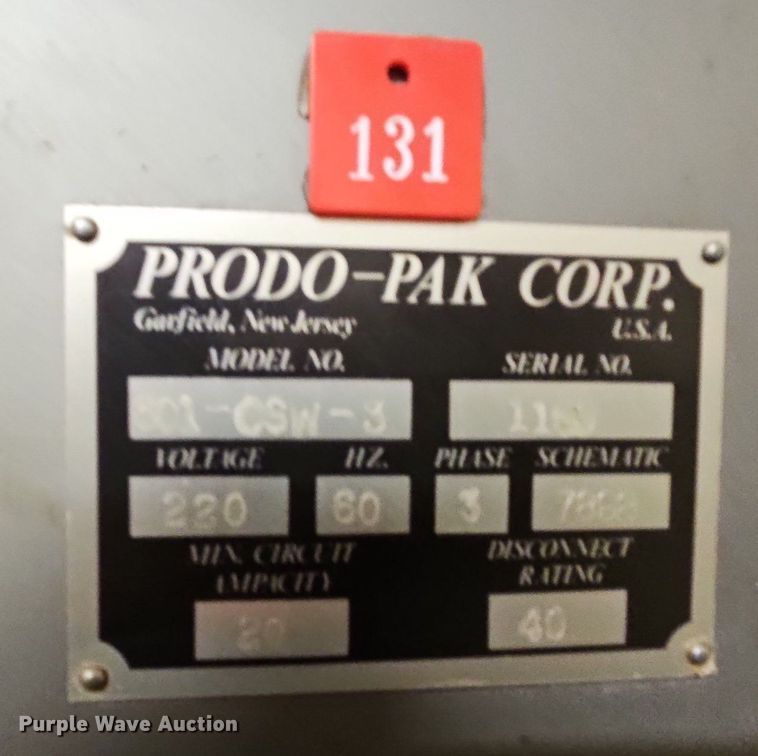 131
PRODO-PAK CORP.
Garfield, New Jersey U.S.A.
MODEL NO. SERIAL NO.
VOLTAGE HZ. PHASE SCHEMATIC
220 60 3
MIN. CIRCUIT DISCONNECT
AMPACITY RATING
20 40
Purple Wave Auction